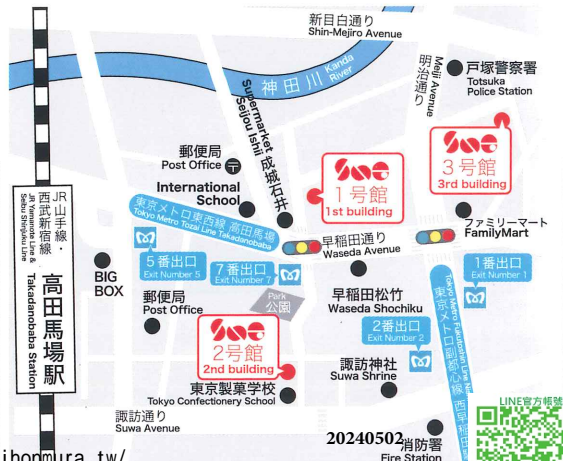 新目白通り
Shin-Mejiro Avenue
神田川
Kanda
River
Meiji Avenue
明治通り
戸塚警察署
Totsuka
Police Station
Supermarket 成城石井
Seijou Ishii
郵便局
Post Office
International
School
SNG
1号館
1st building
SNG
3号館
3rd building
ファミリーマート
FamilyMart
東京メトロ東西線 高田馬場
Tokyo Metro Tozai Line Takadanobaba
早稲田通り
Waseda Avenue
JR山手線・
西武新宿線
JR Yamanote Line &
Seibu Shinjuku Line
高田馬場駅
Takadanobaba Station
BIG
BOX
5番出口
Exit Number 5
7番出口
Exit Number 7
1番出口
Exit Number 1
郵便局
Post Office
Park
公園
早稲田松竹
Waseda Shochiku
2番出口
Exit Number 2
Tokyo Metro Fukutoshin Line
東京メトロ副都心線 西早稲田
SNG
2号館
2nd building
諏訪神社
Suwa Shrine
東京製菓学校
Tokyo Confectionery School
諏訪通り
Suwa Avenue
20240502
消防署
Fire Station
LINE官方帳號
ihonmura.tw/